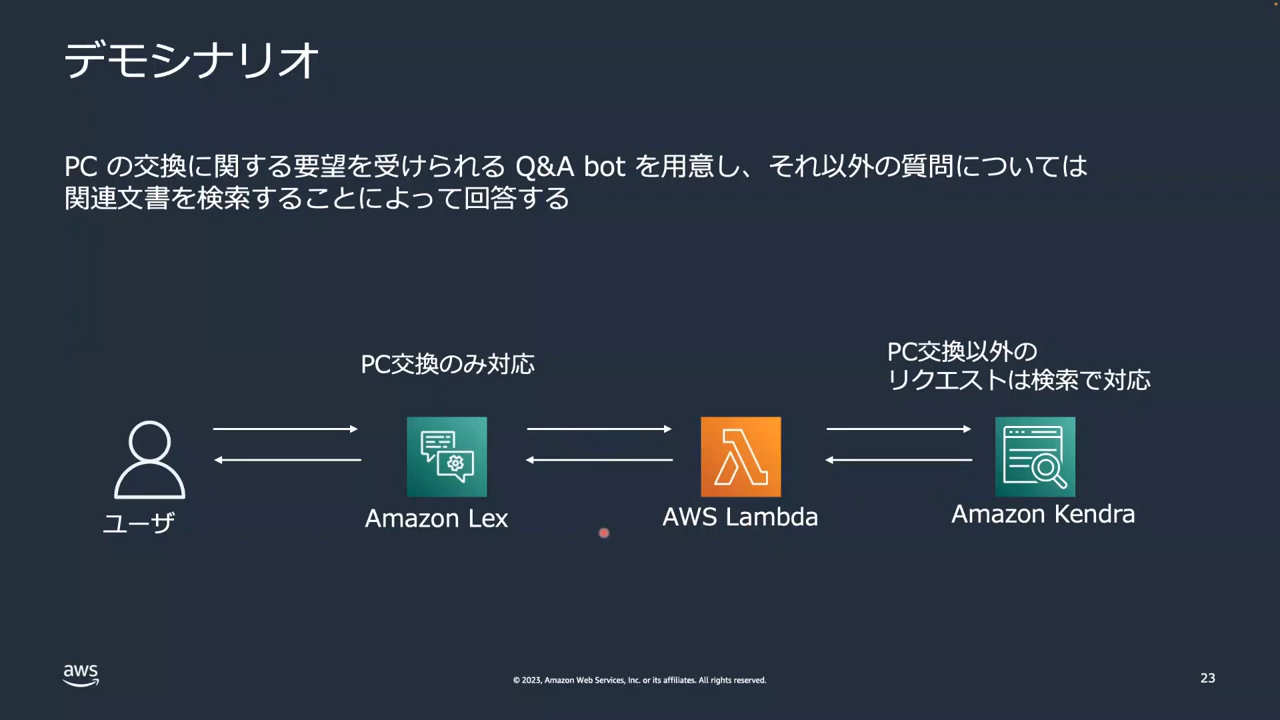 デモシナリオ
PC の交換に関する要望を受けられる Q&A bot を用意し、それ以外の質問については
関連文書を検索することによって回答する
PC交換のみ対応
PC交換以外の
リクエストは検索で対応
ユーザ
Amazon Lex
AWS Lambda
Amazon Kendra
aws
© 2023, Amazon Web Services, Inc. or its affiliates. All rights reserved.
23